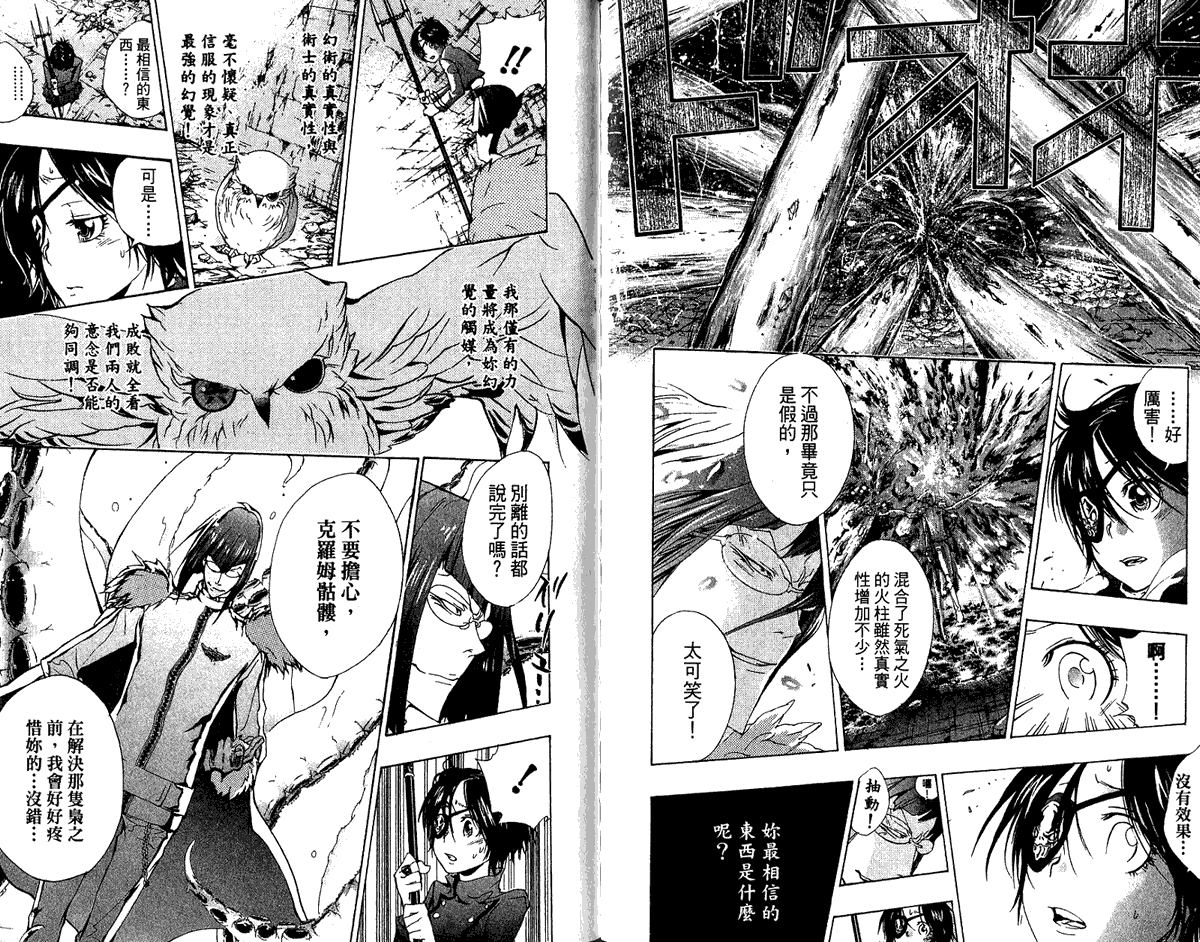 ドオオ
……好
厲害！
混合了死氣之火
的火柱雖然真實
性增加不少…
不過那畢竟只
是假的，
太可笑了！
啊……！
沒有效果…
抽動！
妳最相信的
東西是什麼
呢？
!!
幻術的真實性與
術士的真實性，
毫不懷疑、真正
信服的現象才是
最強的幻覺！
最相信的東
西……？
………
可是……
我那僅有的力
量將成為妳幻
覺的觸媒，
成敗就全看
我們兩人的
意念是否能
夠同調！
別離的話都
說完了嗎？
！
不要擔心，
克羅姆骷髏，
在解決那隻梟之
前，我會好好疼
惜妳的…沒錯…